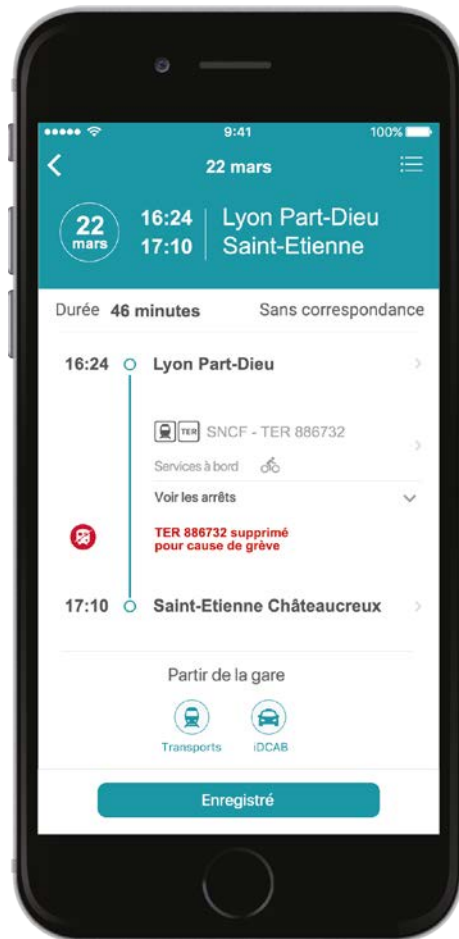 9:41
100%
22 mars
22
mars
16:24
17:10
Lyon Part-Dieu
Saint-Etienne
Durée 46 minutes
Sans correspondance
16:24
Lyon Part-Dieu
TER
SNCF - TER 886732
Services à bord
Voir les arrêts
TER 886732 supprimé
pour cause de grève
17:10
Saint-Etienne Châteaucreux
Partir de la gare
Transports
iDCAB
Enregistré